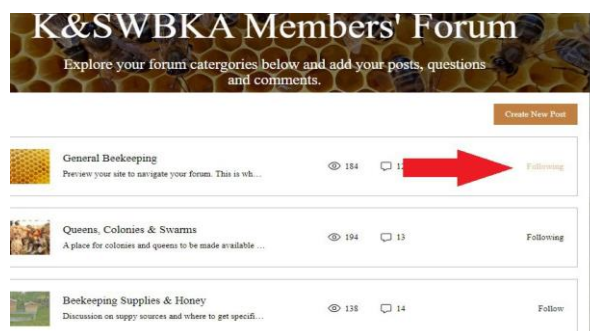 K&SWBKA Members' Forum
Explore your forum catergories below and add your posts, questions
and comments.
Create New Post
General Beekeeping
Preview your site to navigate your forum. This is wh…
184
Following
Queens, Colonies & Swarms
A place for colonies and queens to be made available …
194
13
Following
Beekeeping Supplies & Honey
Discussion on suppy sources and where to get specifi…
138
14
Follow